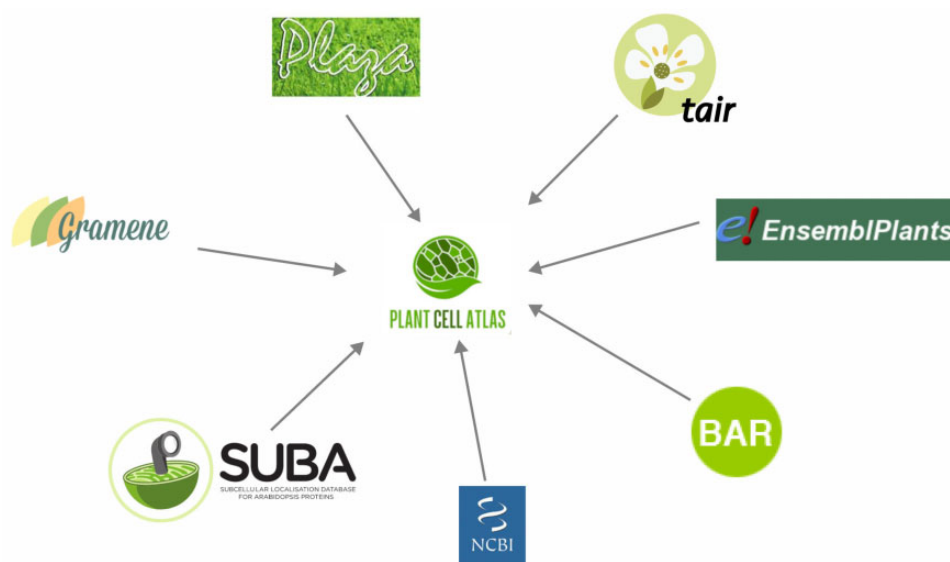 Plaza
tair
Gramene
e! EnsemblPlants
PLANT CELL ATLAS
BAR
SUBA
SUBCELLULAR LOCALISATION DATABASE
FOR ARABIDOPSIS PROTEINS
NCBI